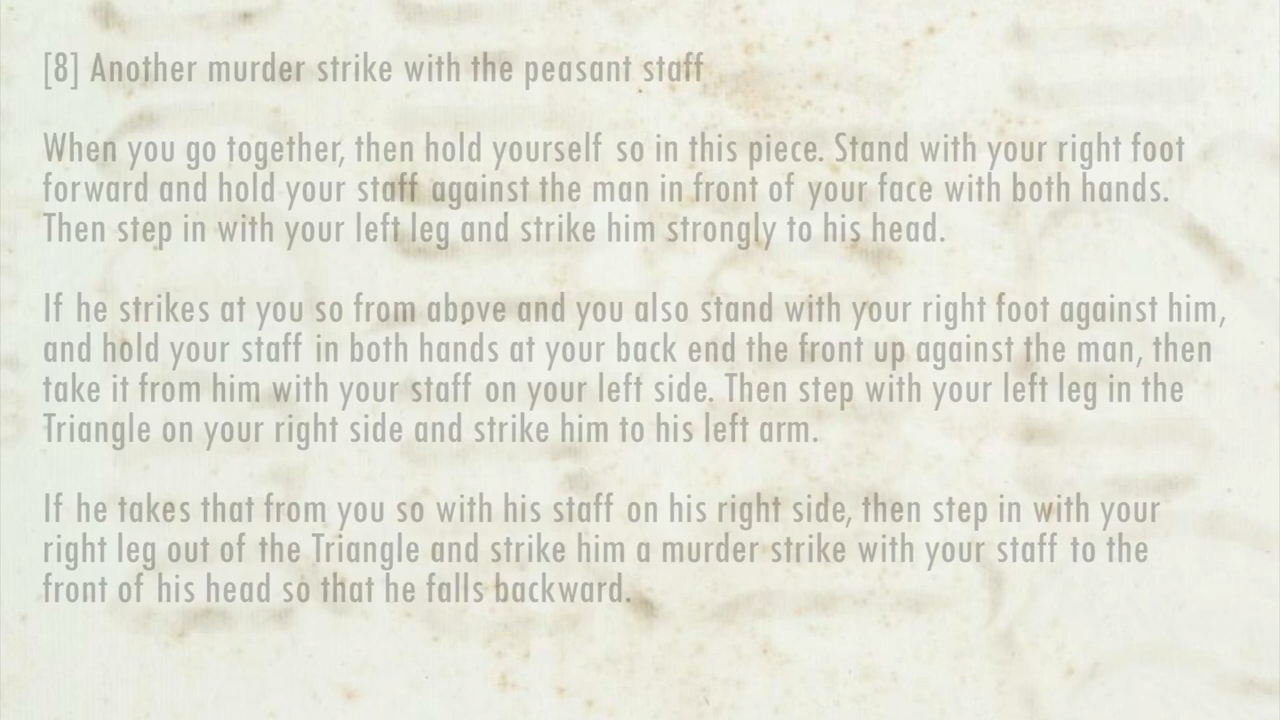 [8] Another murder strike with the peasant staff
When you go together, then hold yourself so in this piece. Stand with your right foot
forward and hold your staff against the man in front of your face with both hands.
Then step in with your left leg and strike him strongly to his head.
If he strikes at you so from above and you also stand with your right foot against him,
and hold your staff in both hands at your back end the front up against the man, then
take it from him with your staff on your left side. Then step with your left leg in the
Triangle on your right side and strike him to his left arm.
If he takes that from you so with his staff on his right side, then step in with your
right leg out of the Triangle and strike him a murder strike with your staff to the
front of his head so that he falls backward.